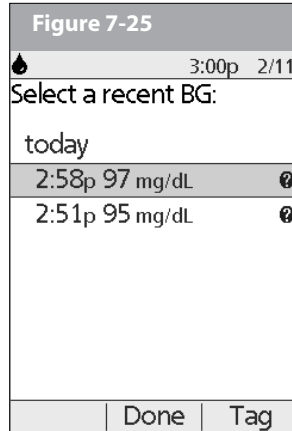 Figure 7-25
3:00p 2/11
Select a recent BG:
today
2:58p 97 mg/dL ?
2:51p 95 mg/dL ?
Done | Tag